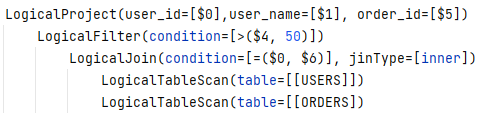 LogicalProject(user_id=[$0],user_name=[$1], order_id=[$5])
LogicalFilter(condition=[>($4, 50)])
LogicalJoin(condition=[=($0, $6)], jinType=[inner])
LogicalTableScan(table=[[USERS]])
LogicalTableScan(table=[[ORDERS])